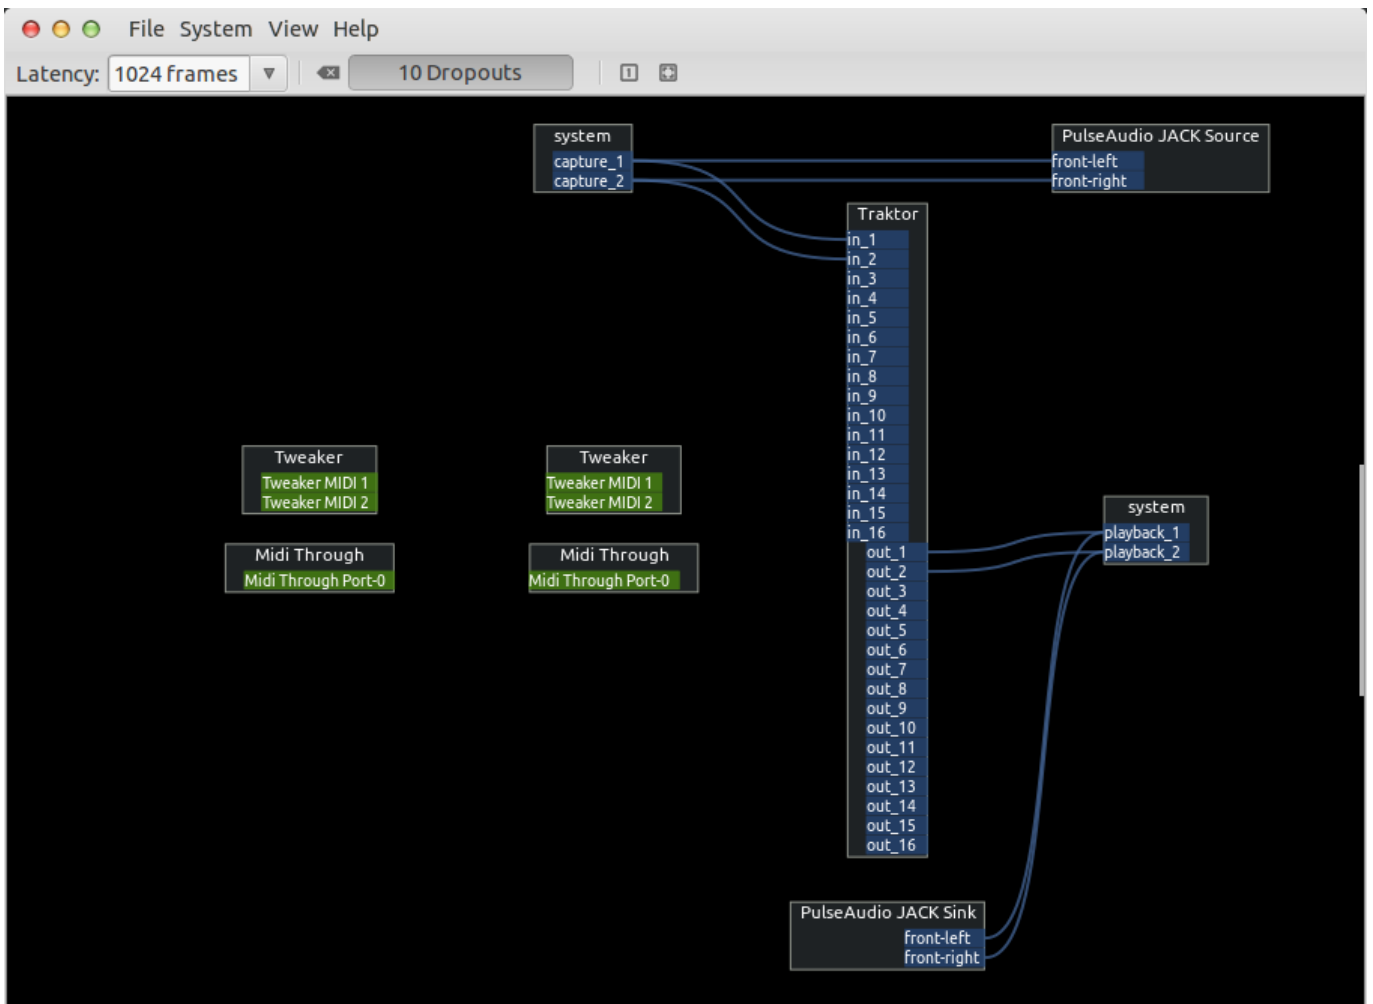 File System View Help
Latency: 1024 frames 10 Dropouts 1
system
capture_1
capture_2
PulseAudio JACK Source
front-left
front-right
Traktor
in_1
in_2
in_3
in_4
in_5
in_6
in_7
in_8
in_9
in_10
in_11
in_12
in_13
in_14
in_15
in_16
out_1
out_2
out_3
out_4
out_5
out_6
out_7
out_8
out_9
out_10
out_11
out_12
out_13
out_14
out_15
out_16
Tweaker
Tweaker MIDI 1
Tweaker MIDI 2
Tweaker
Tweaker MIDI 1
Tweaker MIDI 2
Midi Through
Midi Through Port-0
Midi Through
Midi Through Port-0
system
playback_1
playback_2
PulseAudio JACK Sink
front-left
front-right